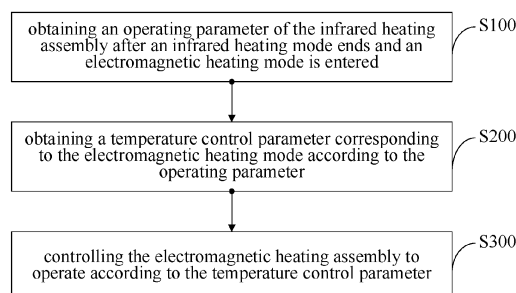 obtaining an operating parameter of the infrared heating
assembly after an infrared heating mode ends and an
electromagnetic heating mode is entered
S100
obtaining a temperature control parameter corresponding
to the electromagnetic heating mode according to the
operating parameter
S200
controlling the electromagnetic heating assembly to
operate according to the temperature control parameter
S300